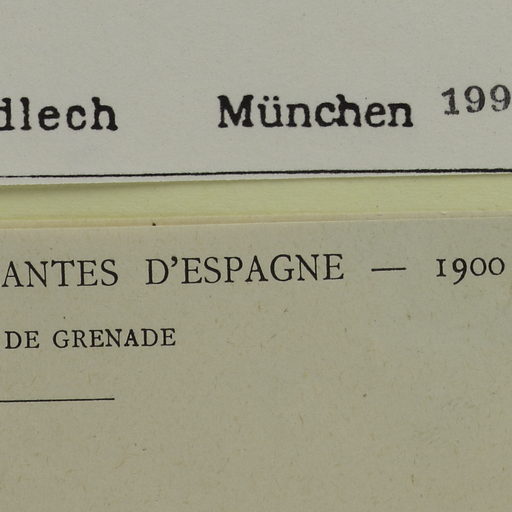 dlech München 199
ANTES D'ESPAGNE — 1900
DE GRENADE